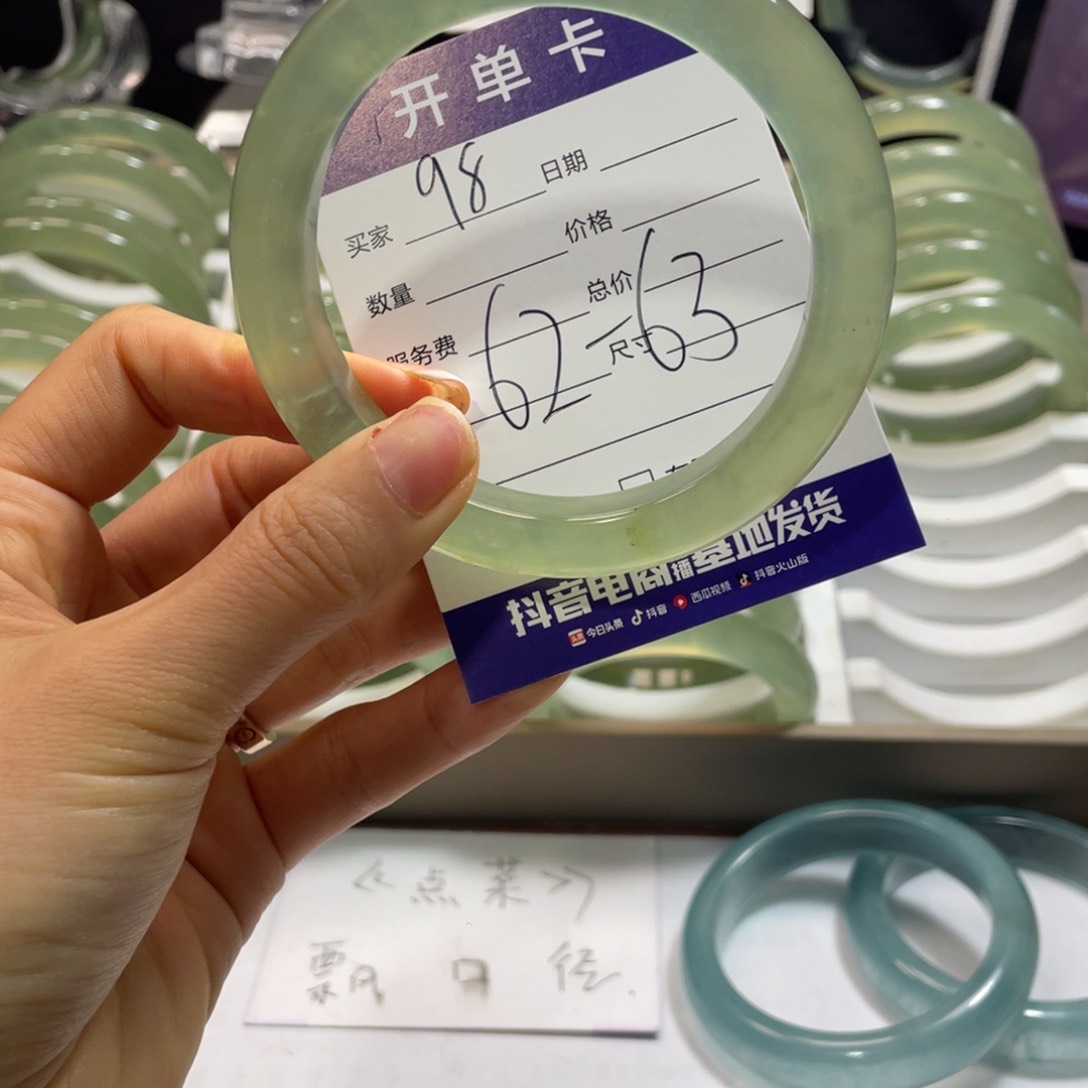 开单卡
买家 98 日期
数量 价格
服务费 总价
62-63 尺寸
抖音电商直播基地发货
今日头条 抖音 西瓜视频 抖音火山版
<<点菜>>
飘口径.